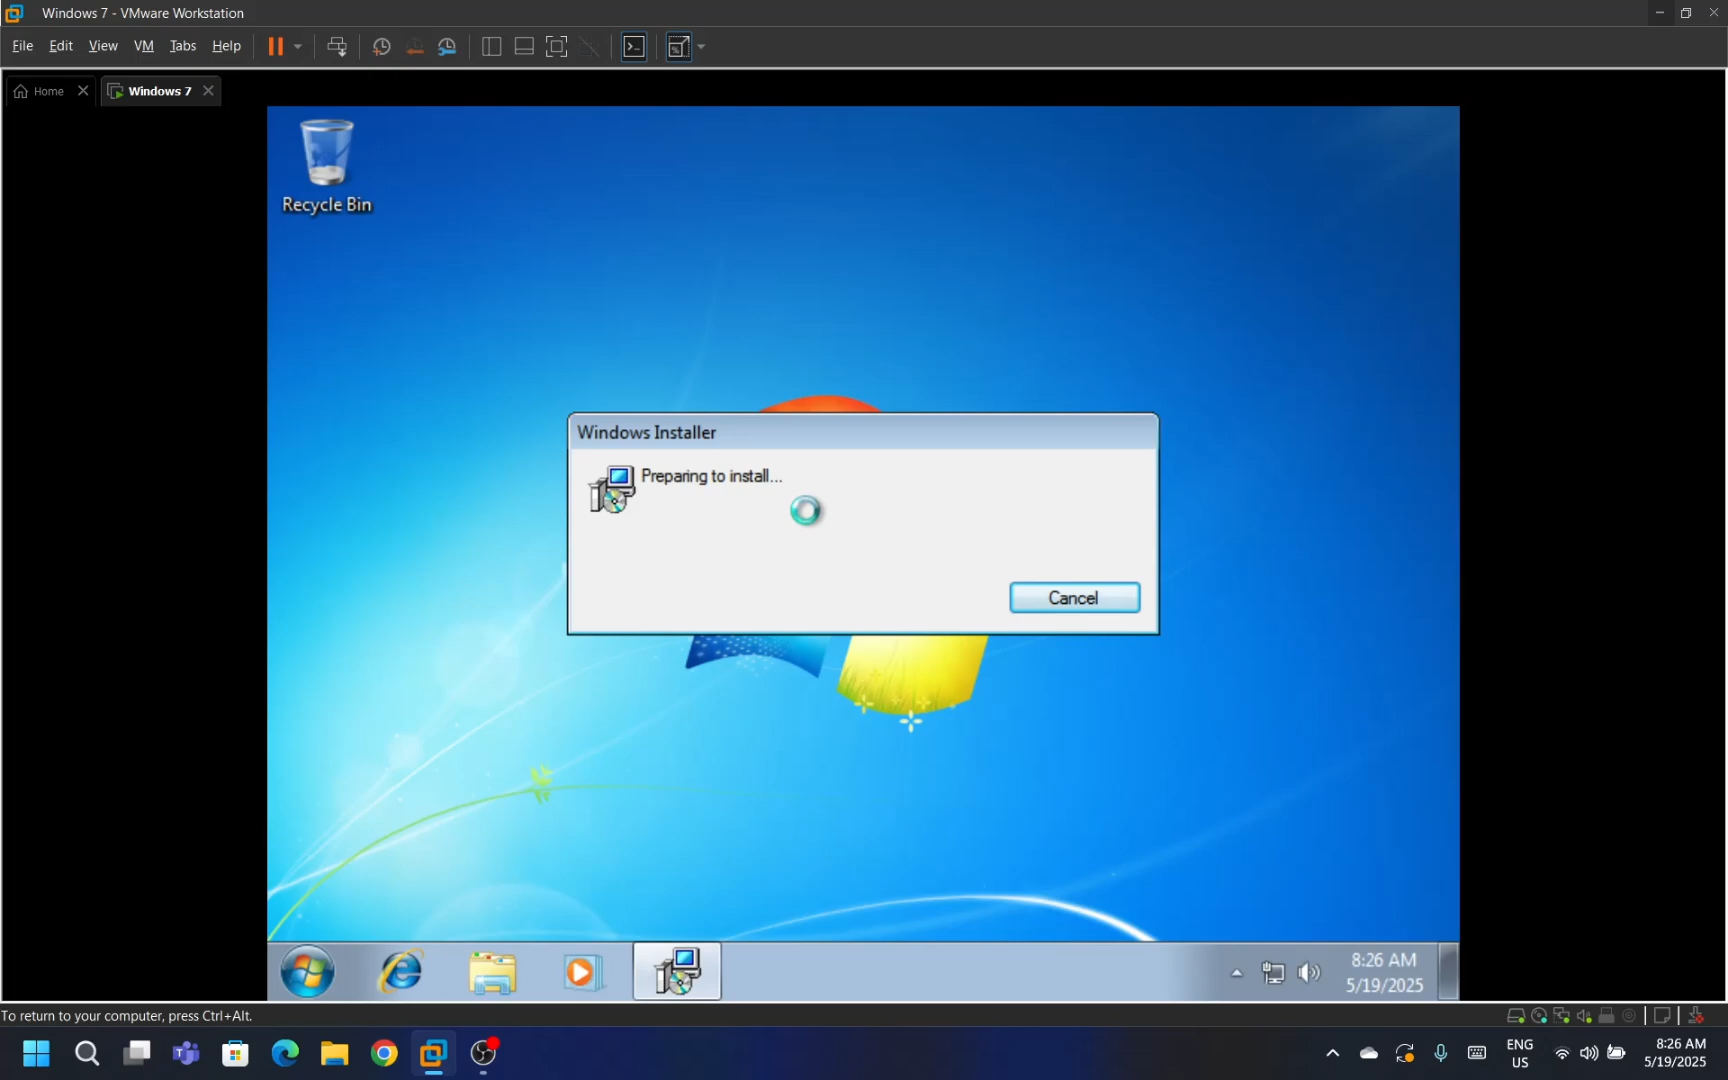 Windows 7 - VMware Workstation
File Edit View VM Tabs Help
Home
Windows 7
Recycle Bin
Windows Installer
Preparing to install...
Cancel
8:26 AM
5/19/2025
To return to your computer, press Ctrl+Alt.
ENG
US
8:26 AM
5/19/2025